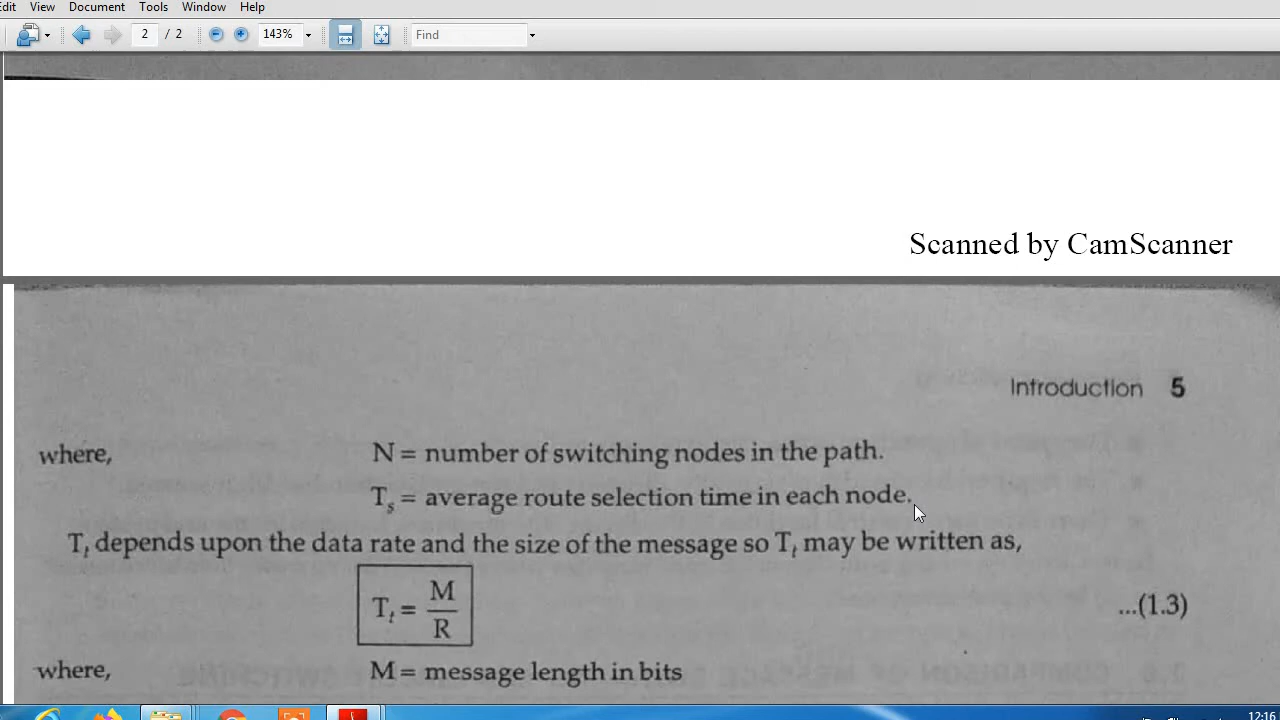 Edit View Document Tools Window Help
2 / 2 143% Find
Scanned by CamScanner
Introduction 5
where, N = number of switching nodes in the path.
Ts = average route selection time in each node.
Tt depends upon the data rate and the size of the message so Tt may be written as,
Tt = M/R ...(1.3)
where, M = message length in bits
12:16